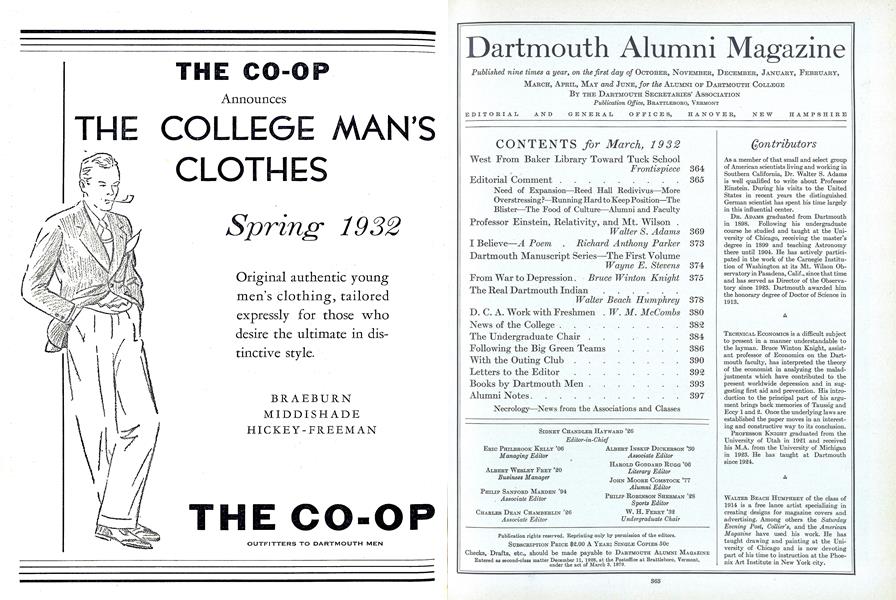 THE CO-OP
Announces
THE COLLEGE MAN'S
CLOTHES
Spring 1932
Original authentic young
men's clothing, tailored
expressly for those who
desire the ultimate in dis-
tinctive style.
BRAEBURN
MIDDISHADE
HICKEY-FREEMAN
THE CO-OP
OUTFITTERS TO DARTMOUTH MEN
Dartmouth Alumni Magazine
Published nine times a year, on the first day of OCTOBER, NOVEMBER, DECEMBER, JANUARY, FEBRUARY,
MARCH, APRIL, MAY and JUNE, for the ALUMNI OF DARTMOUTH COLLEGE
BY THE DARTMOUTH SECRETARIES' ASSOCIATION
Publication Office, BRATTLEBORO, VERMONT
EDITORIAL AND GENERAL OFFICES, HANOVER, NEW HAMPSHIRE
CONTENTS for March, 1932
West From Baker Library Toward Tuck School
Frontispiece 364
Editorial Comment . . . . . . . . 365
Need of Expansion—Reed Hall Redivivus—More
Overstressing?—Running Hard to Keep Position—The
Blister—The Food of Culture—Alumni and Faculty
Professor Einstein, Relativity, and Mt. Wilson .
Walter S. Adams 369
I Believe—A Poem . Richard Anthony Parker 373
Dartmouth Manuscript Series—The First Volume
Wayne E. Stevens 374
From War to Depression. Bruce Winton Knight 375
The Real Dartmouth Indian . . . . . .
Walter Beach Humphrey 378
D. C. A. Work with Freshmen . W. M. McCombs 380
News of the College . . . . . . . . 382
The Undergraduate Chair . . . . . . . 384
Following the Big Green Teams . . . . . 386
With the Outing Club . . . . . . . . 390
Letters to the Editor . . . . . . . . 392
Books by Dartmouth Men . . . . . . . 393
Alumni Notes . . . . . . . . . . 397
Necrology—News from the Associations and Classes
SIDNEY CHANDLER HAYWARD '26
Editor-in-Chief
ERIC PHILBROOK KELLY '06
Managing Editor
ALBERT WESLEY FREY '20
Business Manager
PHILIP SANFORD MARDEN '94
Associate Editor
CHARLES DEAN CHAMBERLIN '26
Associate Editor
ALBERT INSKIP DICKERSON '30
Associate Editor
HAROLD GODDARD RUGG '06
Literary Editor
JOHN MOORE COMSTOCK '77
Alumni Editor
PHILIP ROBINSON SHERMAN '28
Sports Editor
W. H. FERRY '32
Undergraduate Chair
Publication rights reserved. Reprinting only by permission of the editors.
SUBSCRIPTION PRICE $2.00 A YEAR; SINGLE COPIES 50c
Checks, Drafts, etc., should be made payable to DARTMOUTH ALUMNI MAGAZINE
Entered as second-class matter December 11, 1928, at the Postoffice at Brattleboro, Vermont,
under the act of March 3, 1879.
Contributors
As a member of that small and select group
of American scientists living and working in
Southern California, Dr. Walter S. Adams
is well qualified to write about Professor
Einstein. During his visits to the United
States in recent years the distinguished
German scientist has spent his time largely
in this influential center.
DR. ADAMS graduated from Dartmouth
in 1898. Following his undergraduate
course he studied and taught at the Uni-
versity of Chicago, receiving the master's
degree in 1899 and teaching Astronomy
there until 1904. He has actively partici-
pated in the work of the Carnegie Institu-
tion of Washington at its Mt. Wilson Ob-
servatory in Pasadena, Calif., since that time
and has served as Director of the Observa-
tory since 1923. Dartmouth awarded him
the honorary degree of Doctor of Science in
1913.
TECHNICAL ECONOMICS is a difficult subject
to present in a manner understandable to
the layman. Bruce Winton Knight, assist-
ant professor of Economics on the Dart-
mouth faculty, has interpreted the theory
of the economist in analyzing the malad-
justments which have contributed to the
present worldwide depression and in sug-
gesting first aid and prevention. His intro-
duction to the principal part of his argu-
ment brings back memories of Taussig and
Eccy 1 and 2. Once the underlying laws are
established the paper moves in an interest-
ing and constructive way to its conclusion.
PROFESSOR KNIGHT graduated from the
University of Utah in 1921 and received
his M.A. from the University of Michigan
in 1923. He has taught at Dartmouth
since 1924.
WALTER BEACH HUMPHREY of the class of
1914 is a free lance artist specializing in
creating designs for magazine covers and
advertising. Among others the Saturday
Evening Post, Collier's, and the American
Magazine have used his work. He has
taught drawing and painting at the Uni-
versity of Chicago and is now devoting
part of his time to instruction at the Phoe-
nix Art Institute in New York city.
363